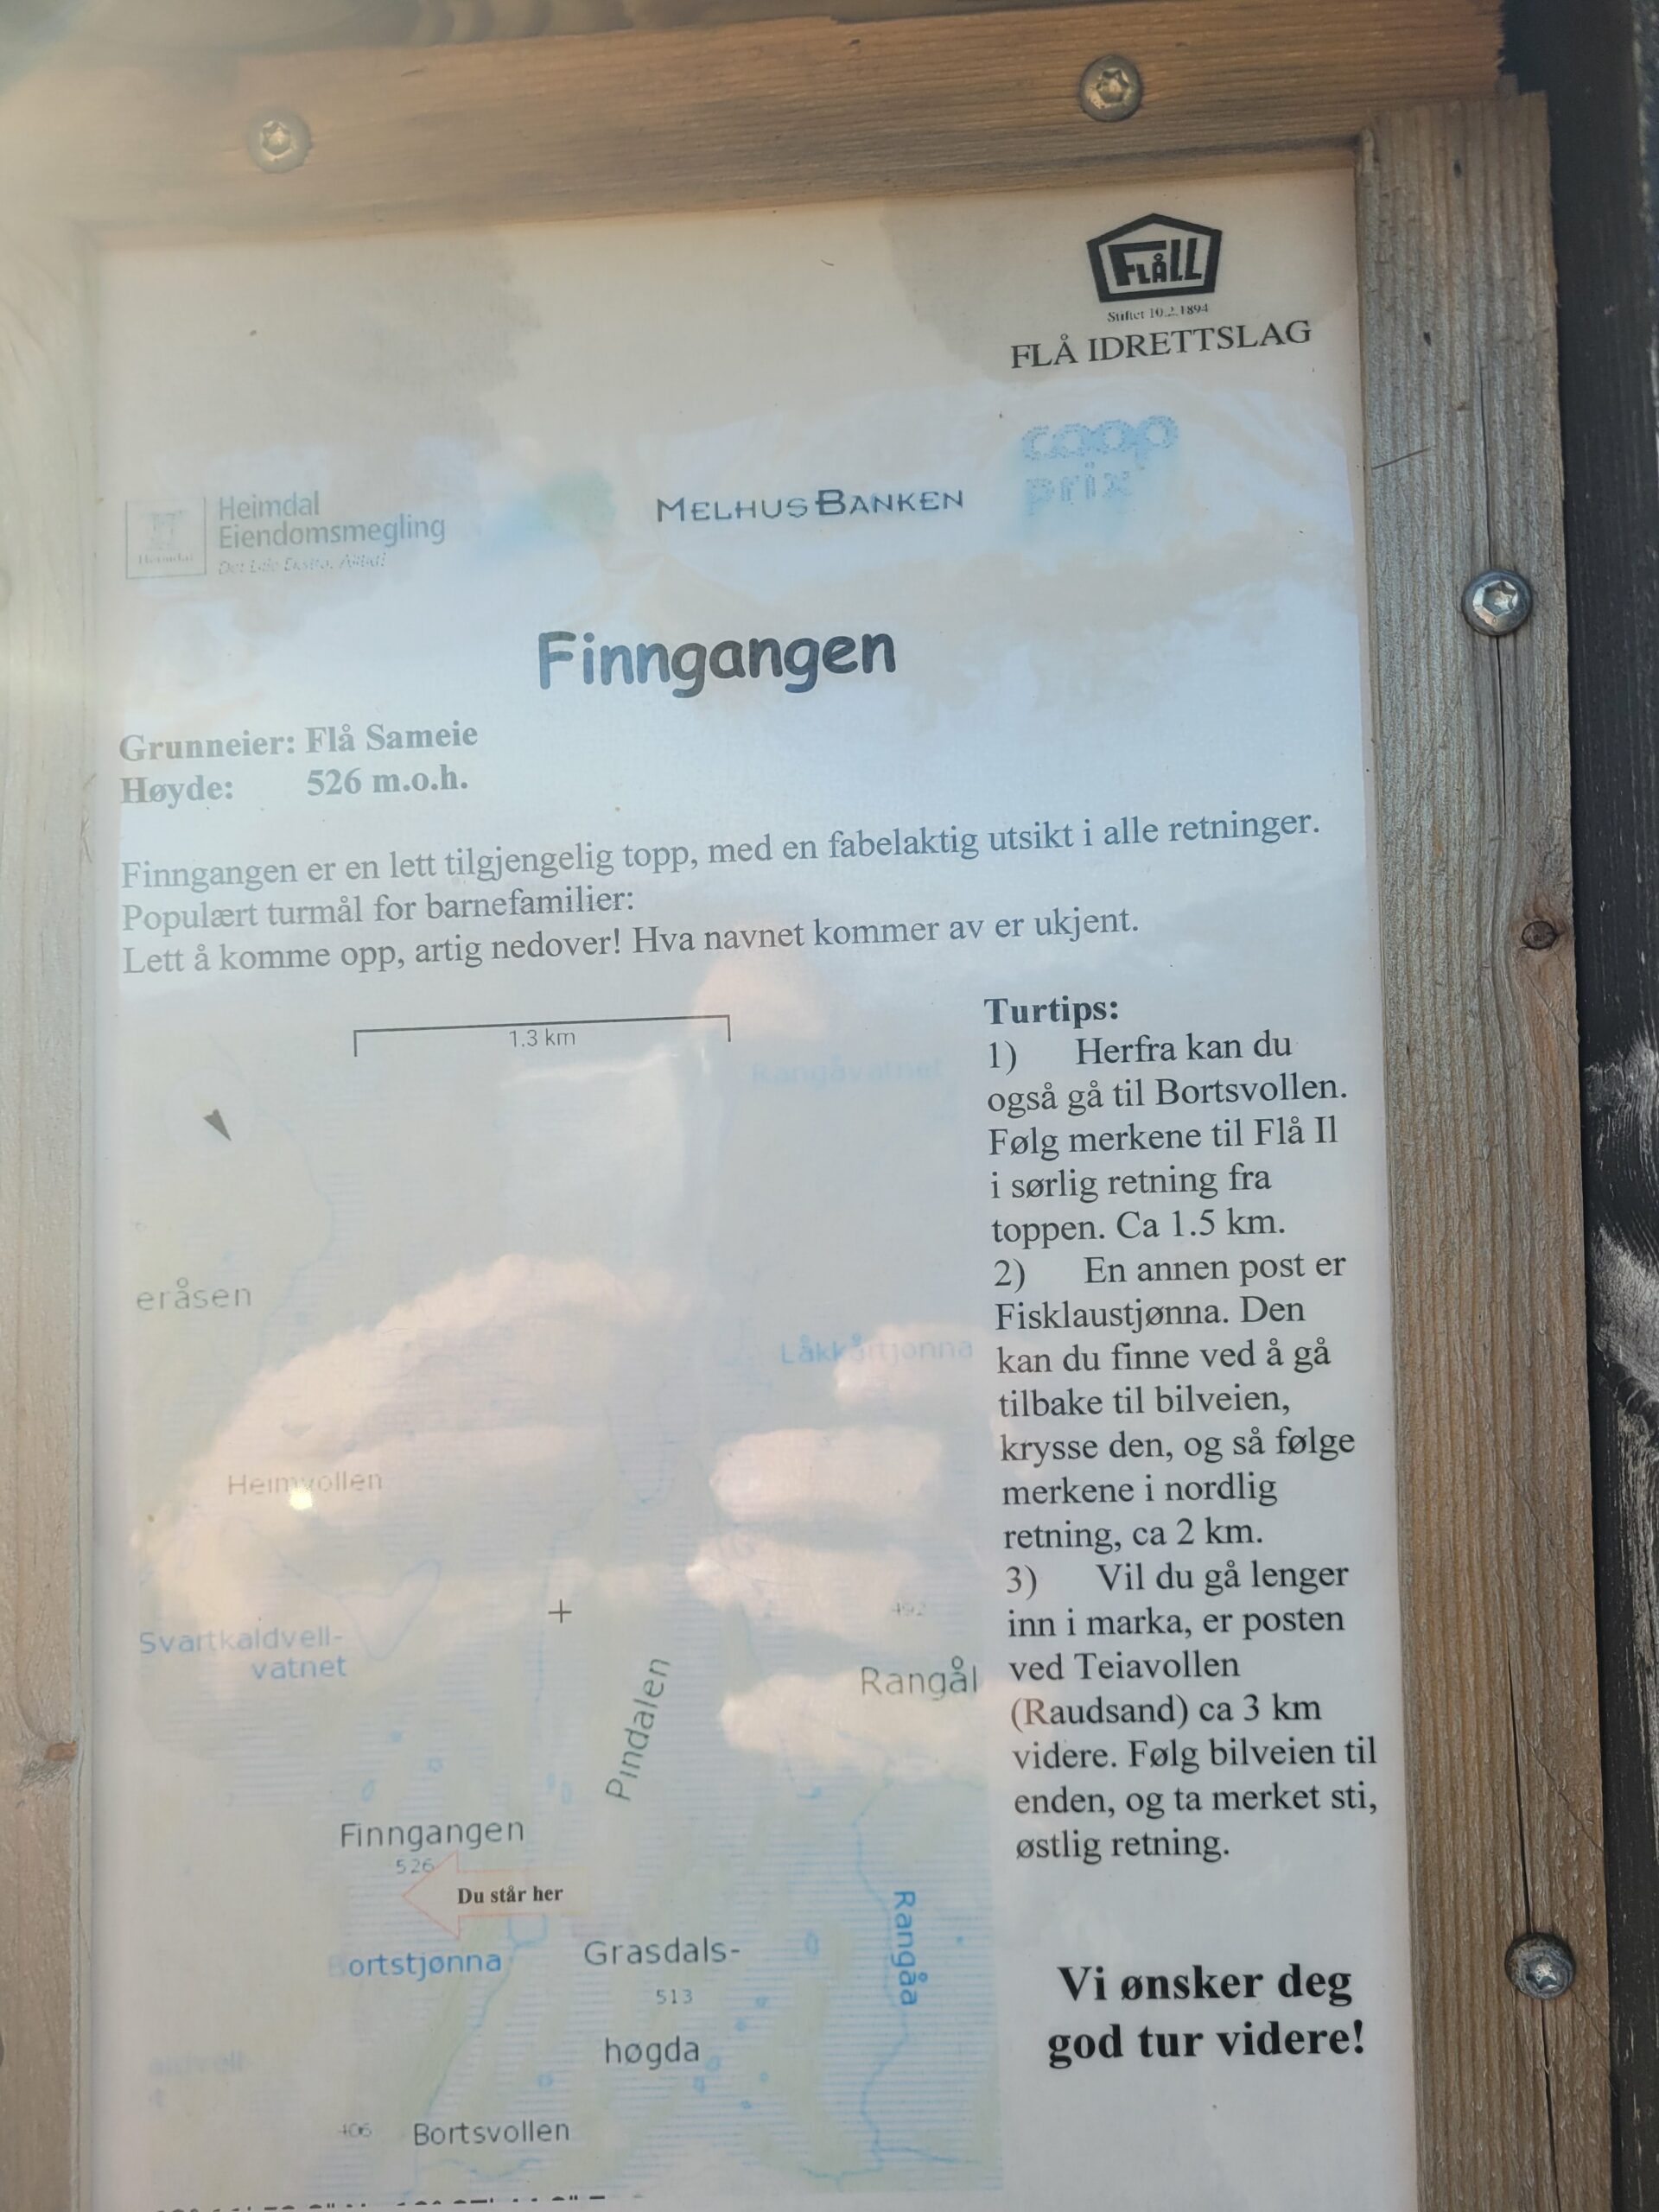 FLÅ IL
Stiftet 10.2.1894
FLÅ IDRETTSLAG
Heimdal
Eiendomsmegling
Heimdal
MELHUSBANKEN
coop
prix
Finngangen
Grunneier: Flå Sameie
Høyde: 526 m.o.h.
Finngangen er en lett tilgjengelig topp, med en fabelaktig utsikt i alle retninger.
Populært turmål for barnefamilier:
Lett å komme opp, artig nedover! Hva navnet kommer av er ukjent.
1.3 km
Rangåvatnet
eråsen
Låkkårtjønna
Heimvollen
Svartkaldvell-
vatnet
492
Rangål
Pindalen
Finngangen
526
Du står her
ortstjønna
Grasdals-
513
høgda
Rangåa
406
Bortsvollen
Turtips:
1) Herfra kan du
også gå til Bortsvollen.
Følg merkene til Flå Il
i sørlig retning fra
toppen. Ca 1.5 km.
2) En annen post er
Fisklaustjønna. Den
kan du finne ved å gå
tilbake til bilveien,
krysse den, og så følge
merkene i nordlig
retning, ca 2 km.
3) Vil du gå lenger
inn i marka, er posten
ved Teiavollen
(Raudsand) ca 3 km
videre. Følg bilveien til
enden, og ta merket sti,
østlig retning.
Vi ønsker deg
god tur videre!